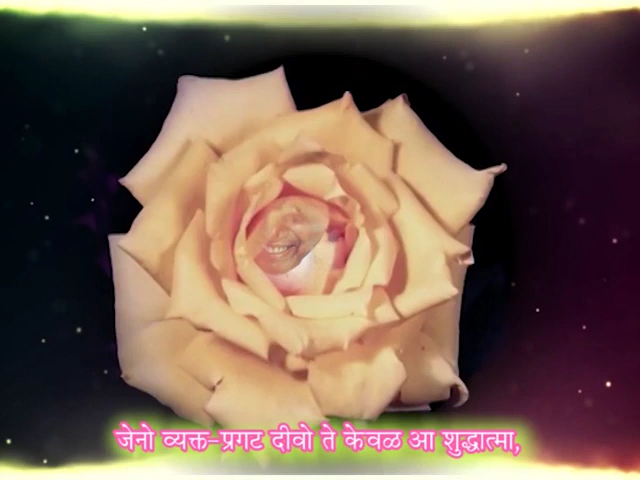 जेनो व्यक्त-प्रगट दीवो ते केवळ आ शुद्धात्मा,